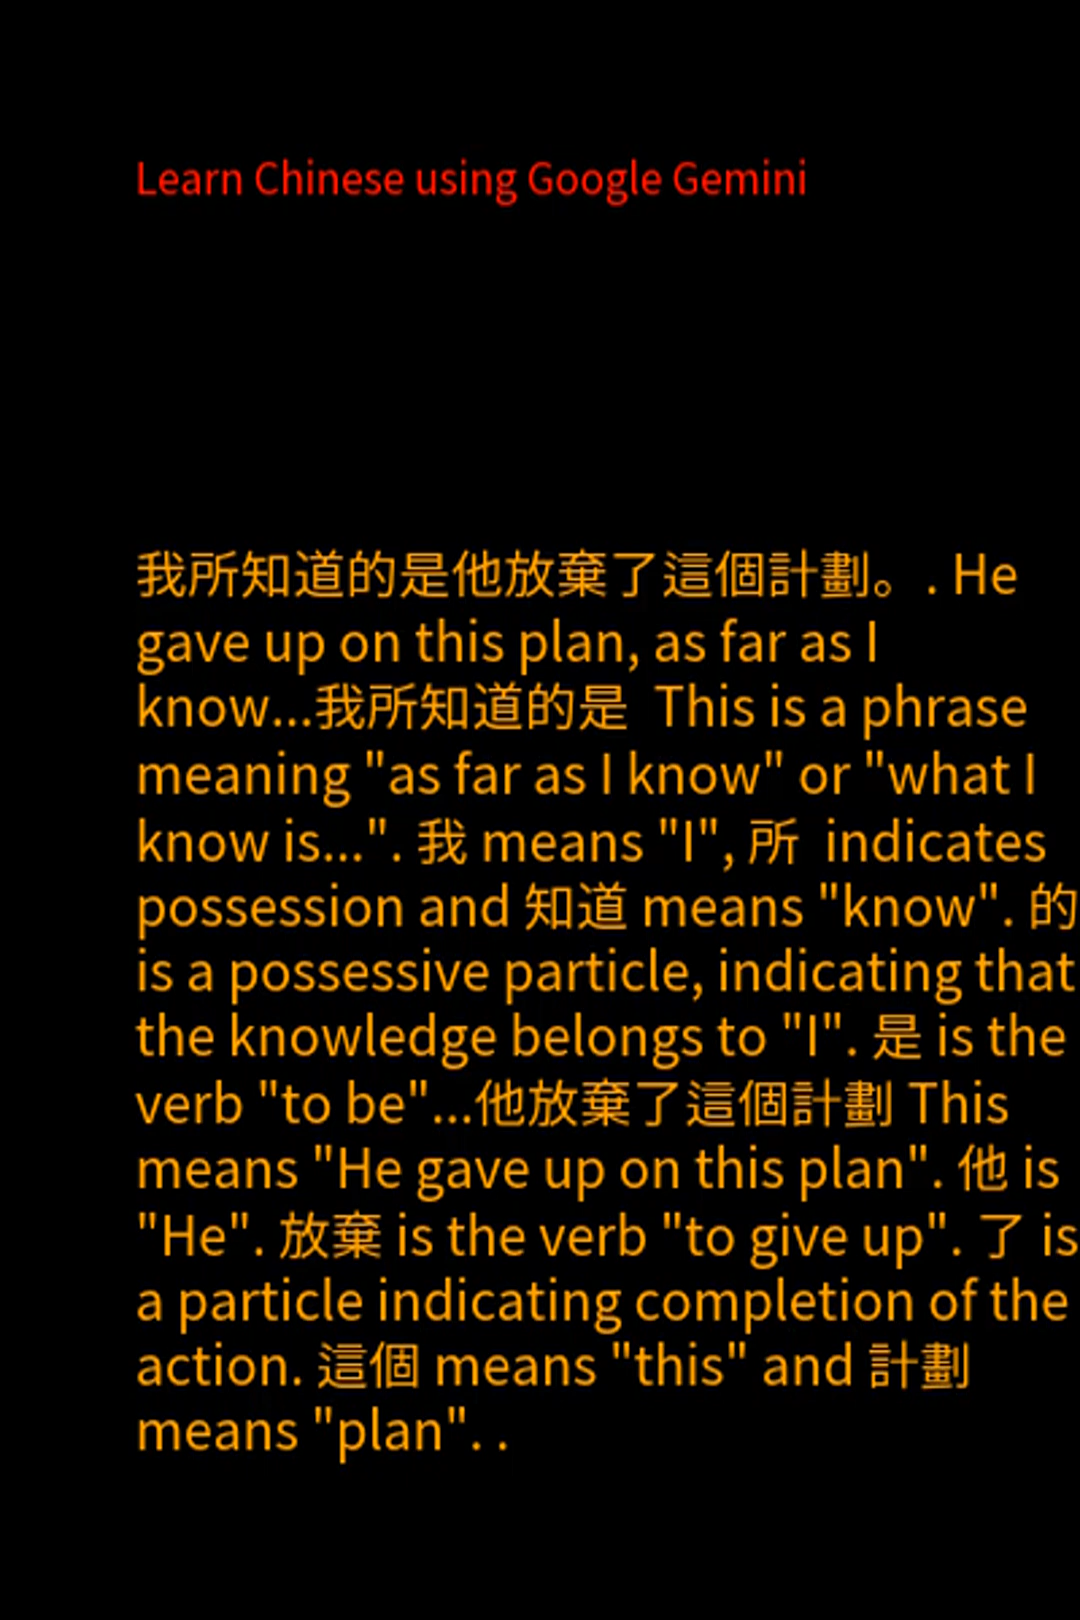 Learn Chinese using Google Gemini
我所知道的是他放棄了這個計劃。. He
gave up on this plan, as far as I
know...我所知道的是 This is a phrase
meaning "as far as I know" or "what I
know is...". 我 means "I", 所 indicates
possession and 知道 means "know". 的
is a possessive particle, indicating that
the knowledge belongs to "I". 是 is the
verb "to be"...他放棄了這個計劃 This
means "He gave up on this plan". 他 is
"He". 放棄 is the verb "to give up". 了 is
a particle indicating completion of the
action. 這個 means "this" and 計劃
means "plan". .